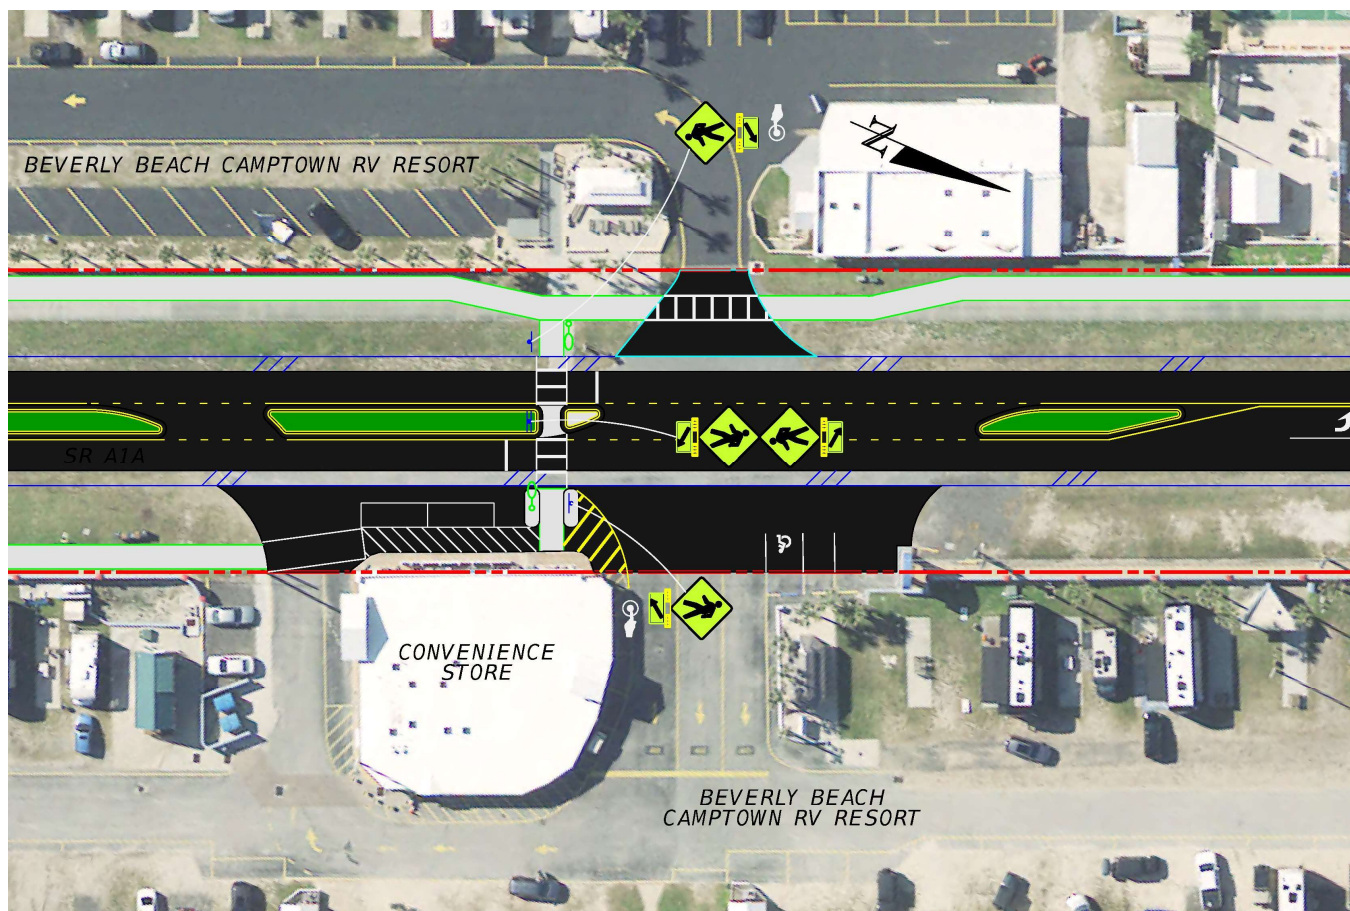 BEVERLY BEACH CAMPTOWN RV RESORT
N
SR A1A
CONVENIENCE
STORE
BEVERLY BEACH
CAMPTOWN RV RESORT